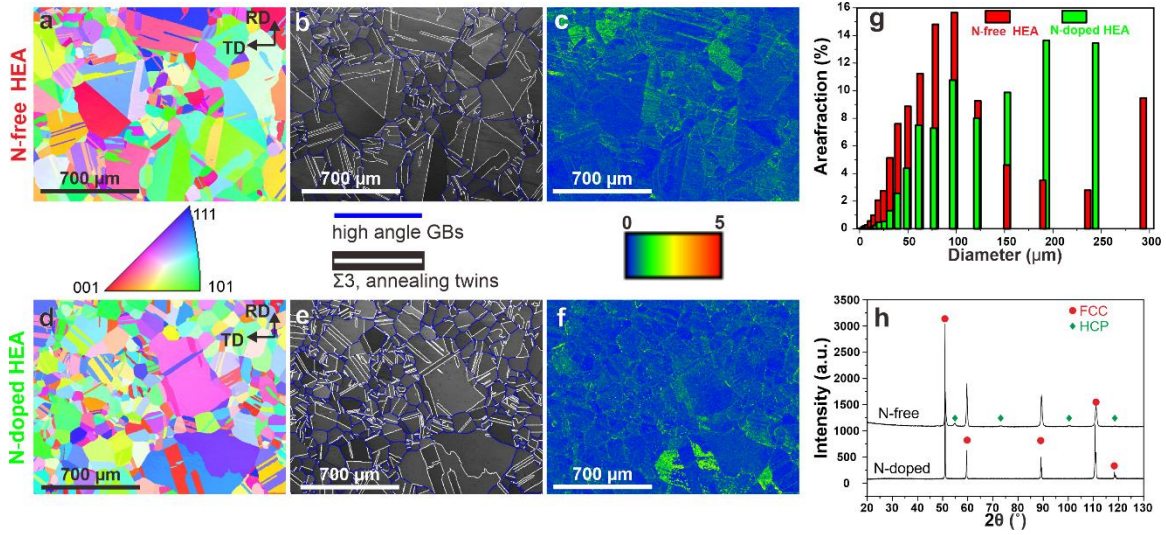 N-free HEA
a
RD
TD
700 µm
b
700 µm
c
700 µm
111
001
101
high angle GBs
Σ3, annealing twins
0
5
N-doped HEA
d
RD
TD
700 µm
e
700 µm
f
700 µm
g
N-free HEA
N-doped HEA
Areafraction (%)
16
14
12
10
8
6
4
2
0
0
50
100
150
200
250
300
Diameter (µm)
h
FCC
HCP
Intensity (a.u.)
3500
3000
2500
2000
1500
1250
1000
750
500
250
0
N-free
N-doped
20
30
40
50
60
70
80
90
100
110
120
130
2θ (°)